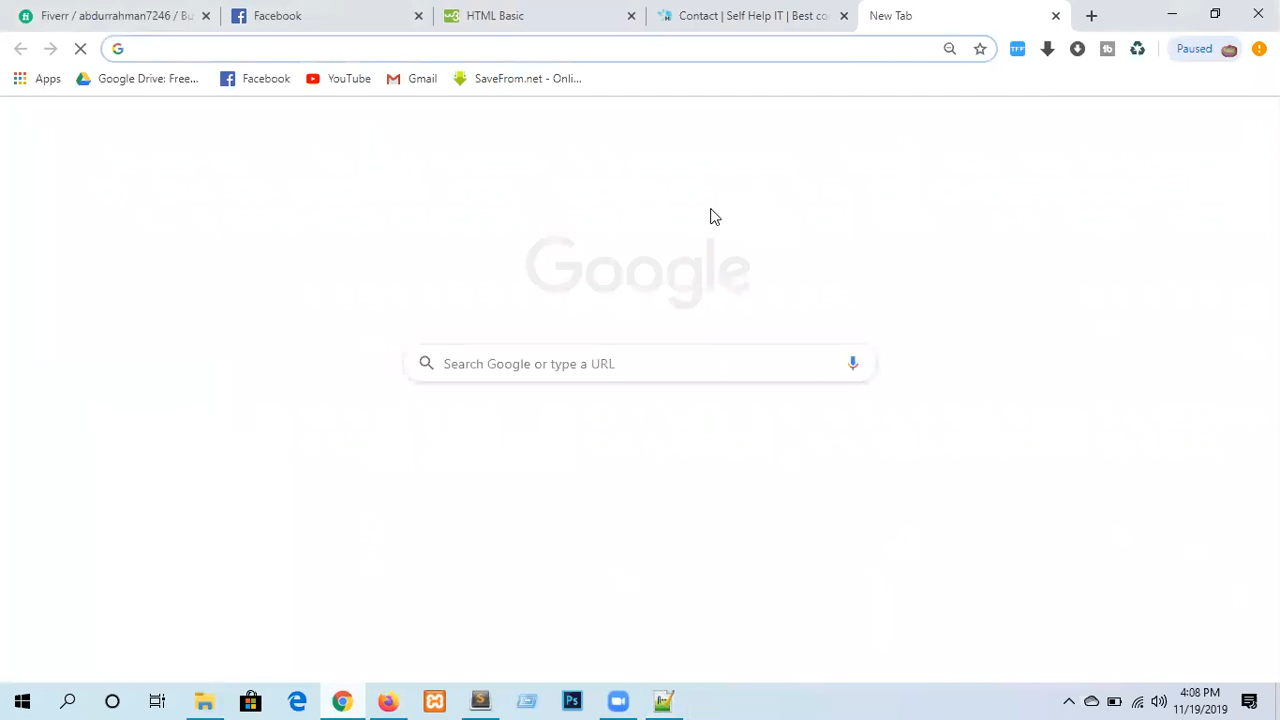 Fiverr / abdurrahman7246 / Bu
Facebook
HTML Basic
Contact | Self Help IT | Best co
New Tab
Paused
Apps
Google Drive: Free...
Facebook
YouTube
Gmail
SaveFrom.net - Onli...
Google
Search Google or type a URL
4:08 PM
11/19/2019